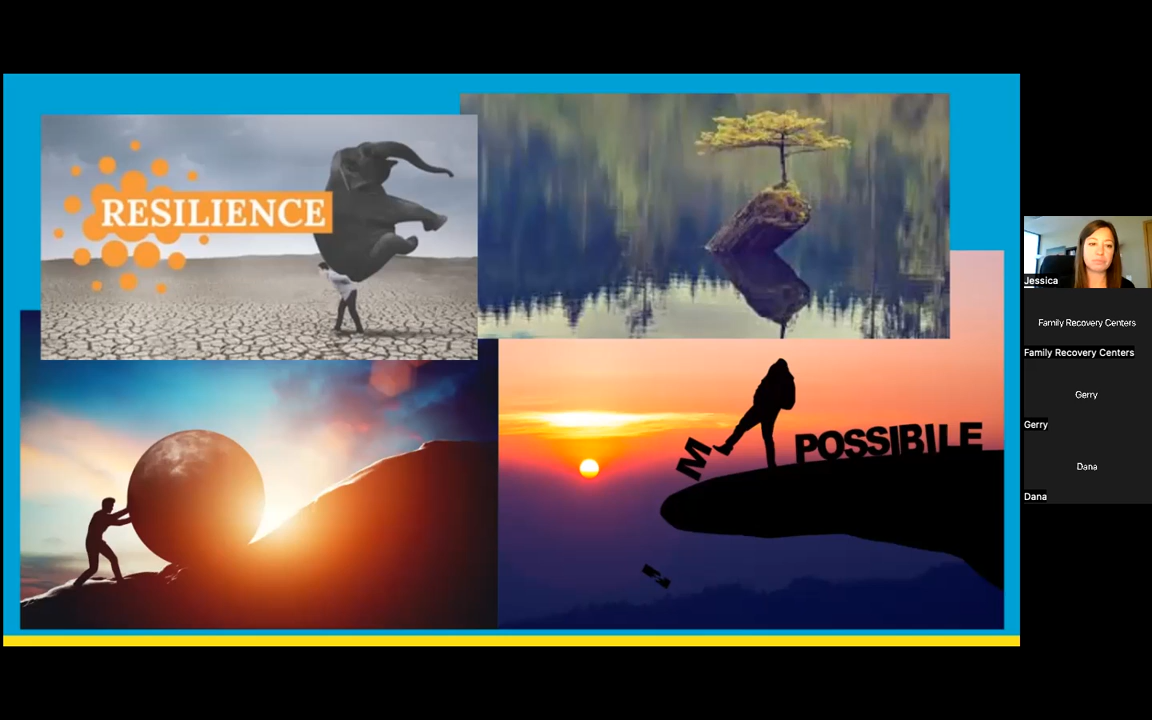 RESILIENCE
M
POSSIBILE
Jessica
Family Recovery Centers
Family Recovery Centers
Gerry
Gerry
Dana
Dana